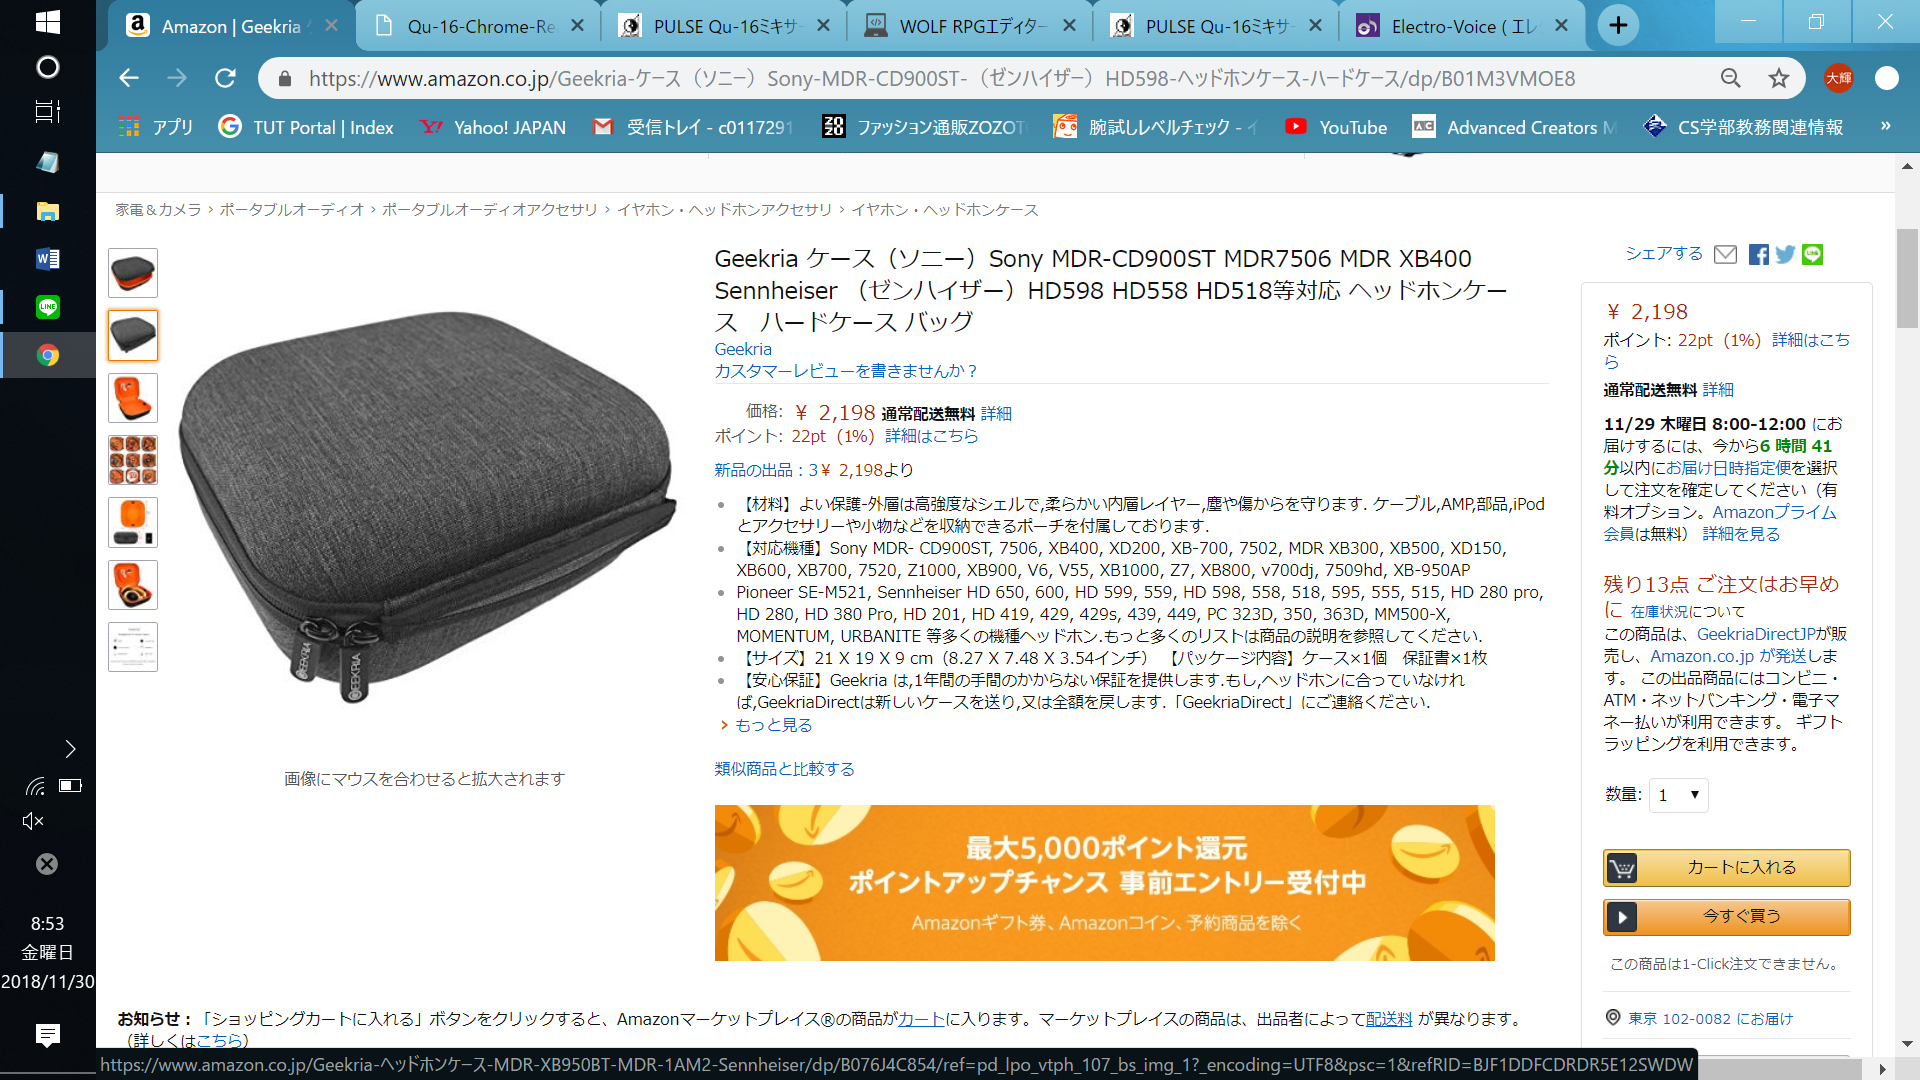 Amazon | Geekria
Qu-16-Chrome-Re
PULSE Qu-16ミキサ
WOLF RPGエディター
PULSE Qu-16ミキサ
Electro-Voice ( エレ
https://www.amazon.co.jp/Geekria-ケース（ソニー）Sony-MDR-CD900ST-（ゼンハイザー）HD598-ヘッドホンケース-ハードケース/dp/B01M3VMOE8
大輝
アプリ
TUT Portal | Index
Yahoo! JAPAN
受信トレイ - c0117291
ファッション通販ZOZOT
腕試しレベルチェック -
YouTube
Advanced Creators M
CS学部教務関連情報
»
家電＆カメラ › ポータブルオーディオ › ポータブルオーディオアクセサリ › イヤホン・ヘッドホンアクセサリ › イヤホン・ヘッドホンケース
Geekria ケース（ソニー）Sony MDR-CD900ST MDR7506 MDR XB400
Sennheiser （ゼンハイザー）HD598 HD558 HD518等対応 ヘッドホンケー
ス　ハードケース バッグ
Geekria
カスタマーレビューを書きませんか？
価格: ￥ 2,198 通常配送無料 詳細
ポイント: 22pt (1%) 詳細はこちら
新品の出品：3￥ 2,198より
【材料】よい保護-外層は高強度なシェルで,柔らかい内層レイヤー,塵や傷からを守ります. ケーブル,AMP,部品,iPod
とアクセサリーや小物などを収納できるポーチを付属しております.
【対応機種】Sony MDR- CD900ST, 7506, XB400, XD200, XB-700, 7502, MDR XB300, XB500, XD150,
XB600, XB700, 7520, Z1000, XB900, V6, V55, XB1000, Z7, XB800, v700dj, 7509hd, XB-950AP
Pioneer SE-M521, Sennheiser HD 650, 600, HD 599, 559, HD 598, 558, 518, 595, 555, 515, HD 280 pro,
HD 280, HD 380 Pro, HD 201, HD 419, 429, 429s, 439, 449, PC 323D, 350, 363D, MM500-X,
MOMENTUM, URBANITE 等多くの機種ヘッドホン.もっと多くのリストは商品の説明を参照してください.
【サイズ】21 X 19 X 9 cm（8.27 X 7.48 X 3.54インチ） 【パッケージ内容】ケース×1個　保証書×1枚
【安心保証】Geekria は,1年間の手間のかからない保証を提供します.もし,ヘッドホンに合っていなけれ
ば,GeekriaDirectは新しいケースを送り,又は全額を戻します.「GeekriaDirect」にご連絡ください.
もっと見る
類似商品と比較する
GEEKRIA
GEEKRIA
画像にマウスを合わせると拡大されます
最大5,000ポイント還元
ポイントアップチャンス 事前エントリー受付中
Amazonギフト券、Amazonコイン、予約商品を除く
シェアする
LINE
￥ 2,198
ポイント: 22pt (1%) 詳細はこち
ら
通常配送無料 詳細
11/29 木曜日 8:00-12:00 にお
届けするには、今から6 時間 41
分以内にお届け日時指定便を選択
して注文を確定してください（有
料オプション。Amazonプライム
会員は無料） 詳細を見る
残り13点 ご注文はお早め
に 在庫状況について
この商品は、GeekriaDirectJPが販
売し、Amazon.co.jp が発送しま
す。 この出品商品にはコンビニ・
ATM・ネットバンキング・電子マ
ネー払いが利用できます。 ギフト
ラッピングを利用できます。
数量: 1
カートに入れる
今すぐ買う
この商品は1-Click注文できません。
東京 102-0082 にお届け
お知らせ：「ショッピングカートに入れる」ボタンをクリックすると、Amazonマーケットプレイス®の商品がカートに入ります。マーケットプレイスの商品は、出品者によって配送料 が異なります。
（詳しくはこちら）
https://www.amazon.co.jp/Geekria-ヘッドホンケース-MDR-XB950BT-MDR-1AM2-Sennheiser/dp/B076J4C854/ref=pd_lpo_vtph_107_bs_img_1?_encoding=UTF8&psc=1&refRID=BJF1DDFCDRDR5E12SWDW
LINE
8:53
金曜日
2018/11/30